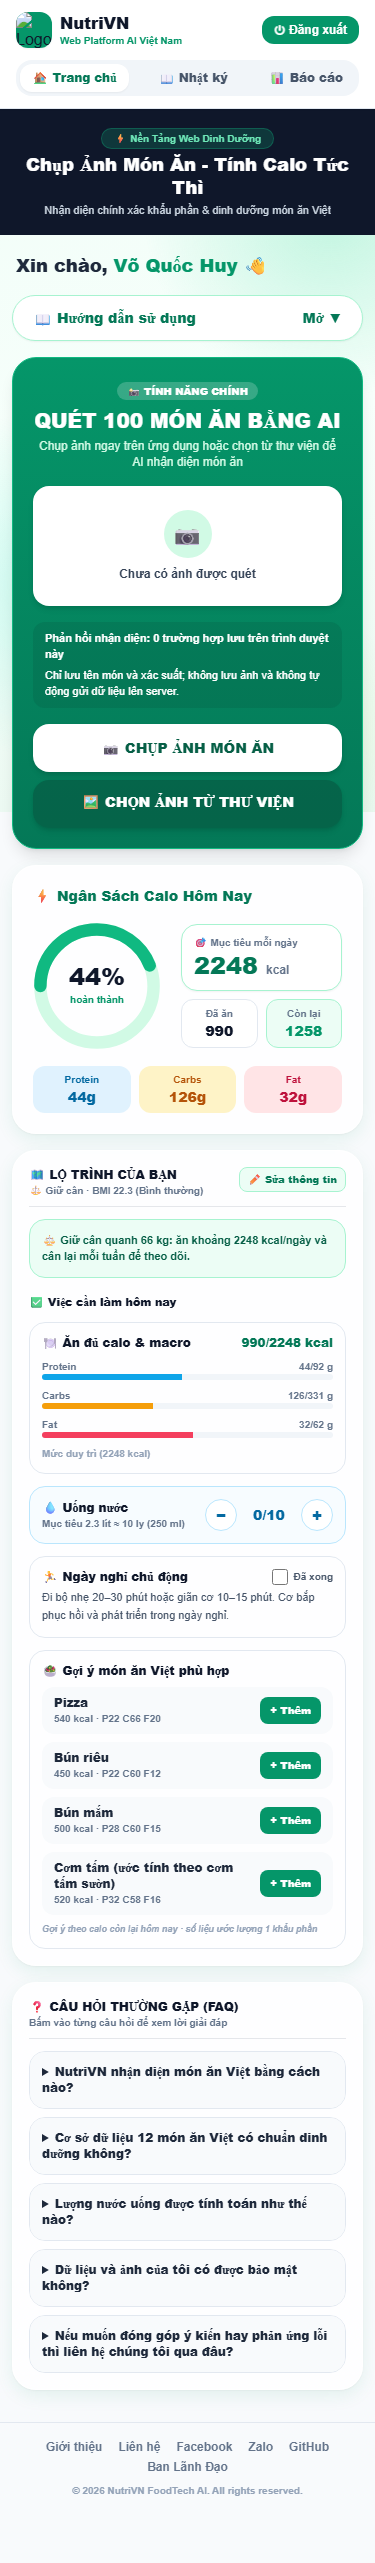 Logo
NutriVN
Web Platform AI Việt Nam
Đăng xuất
Trang chủ
Nhật ký
Báo cáo
Nền Tảng Web Dinh Dưỡng
Chụp Ảnh Món Ăn - Tính Calo Tức
Thì
Nhận diện chính xác khẩu phần & dinh dưỡng món ăn Việt
Xin chào, Võ Quốc Huy
Hướng dẫn sử dụng
Mở ▼
TÍNH NĂNG CHÍNH
QUÉT 100 MÓN ĂN BẰNG AI
Chụp ảnh ngay trên ứng dụng hoặc chọn từ thư viện để
AI nhận diện món ăn
Chưa có ảnh được quét
Phản hồi nhận diện: 0 trường hợp lưu trên trình duyệt
này
Chỉ lưu tên món và xác suất; không lưu ảnh và không tự
động gửi dữ liệu lên server.
CHỤP ẢNH MÓN ĂN
CHỌN ẢNH TỪ THƯ VIỆN
Ngân Sách Calo Hôm Nay
44%
hoàn thành
Mục tiêu mỗi ngày
2248 kcal
Đã ăn
990
Còn lại
1258
Protein
44g
Carbs
126g
Fat
32g
LỘ TRÌNH CỦA BẠN
Giữ cân · BMI 22.3 (Bình thường)
Sửa thông tin
Giữ cân quanh 66 kg: ăn khoảng 2248 kcal/ngày và
cân lại mỗi tuần để theo dõi.
Việc cần làm hôm nay
Ăn đủ calo & macro
990/2248 kcal
Protein
44/92 g
Carbs
126/331 g
Fat
32/62 g
Mức duy trì (2248 kcal)
Uống nước
Mục tiêu 2.3 lít ≈ 10 ly (250 ml)
−
0/10
+
Ngày nghỉ chủ động
Đã xong
Đi bộ nhẹ 20–30 phút hoặc giãn cơ 10–15 phút. Cơ bắp
phục hồi và phát triển trong ngày nghỉ.
Gợi ý món ăn Việt phù hợp
Pizza
540 kcal · P22 C66 F20
+ Thêm
Bún riêu
450 kcal · P22 C60 F12
+ Thêm
Bún mắm
500 kcal · P28 C60 F15
+ Thêm
Cơm tấm (ước tính theo cơm
tấm sườn)
520 kcal · P32 C58 F16
+ Thêm
Gợi ý theo calo còn lại hôm nay · số liệu ước lượng 1 khẩu phần
CÂU HỎI THƯỜNG GẶP (FAQ)
Bấm vào từng câu hỏi để xem lời giải đáp
▶ NutriVN nhận diện món ăn Việt bằng cách
nào?
▶ Cơ sở dữ liệu 12 món ăn Việt có chuẩn dinh
dưỡng không?
▶ Lượng nước uống được tính toán như thế
nào?
▶ Dữ liệu và ảnh của tôi có được bảo mật
không?
▶ Nếu muốn đóng góp ý kiến hay phản ứng lỗi
thì liên hệ chúng tôi qua đâu?
Giới thiệu
Liên hệ
Facebook
Zalo
GitHub
Ban Lãnh Đạo
© 2026 NutriVN FoodTech AI. All rights reserved.